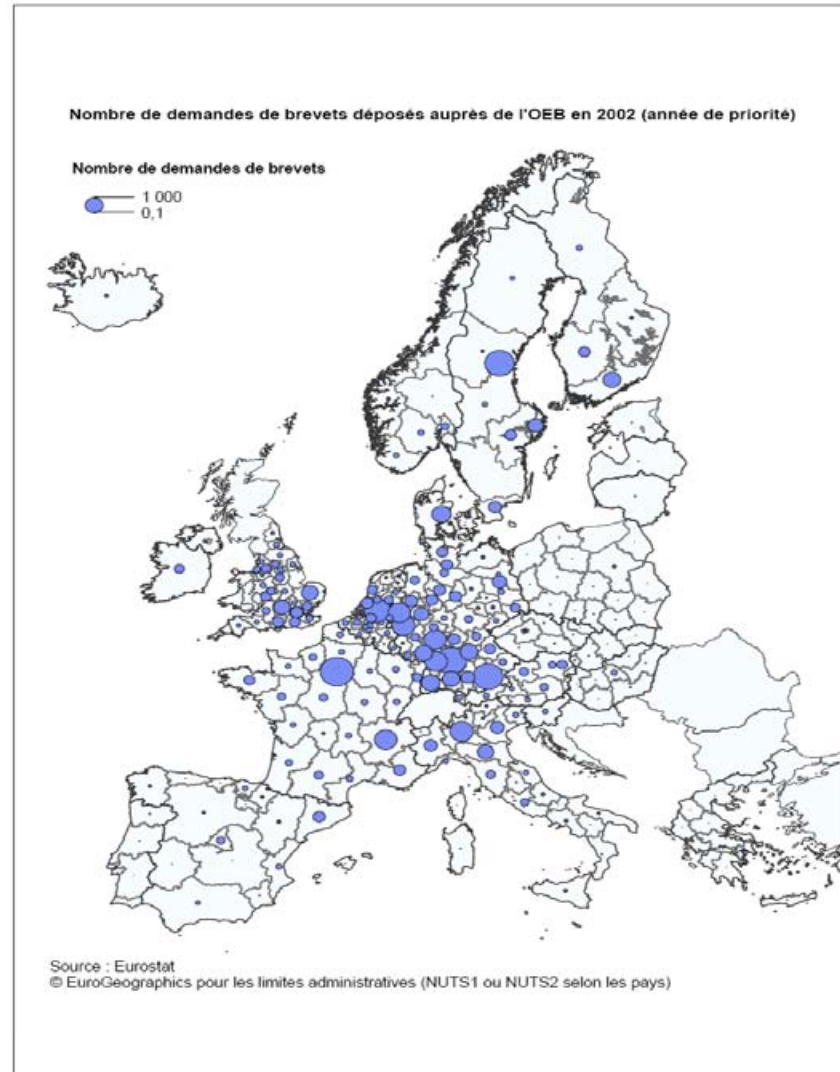 Nombre de demandes de brevets déposés auprès de l'OEB en 2002 (année de priorité)
Nombre de demandes de brevets
1 000
0,1
Source : Eurostat
© EuroGeographics pour les limites administratives (NUTS1 ou NUTS2 selon les pays)